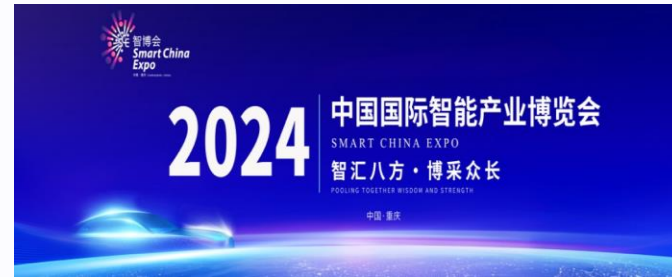 智博会
Smart China
Expo
2024
中国国际智能产业博览会
SMART CHINA EXPO
智汇八方·博采众长
POOLING TOGETHER WISDOM AND STRENGTH
中国·重庆